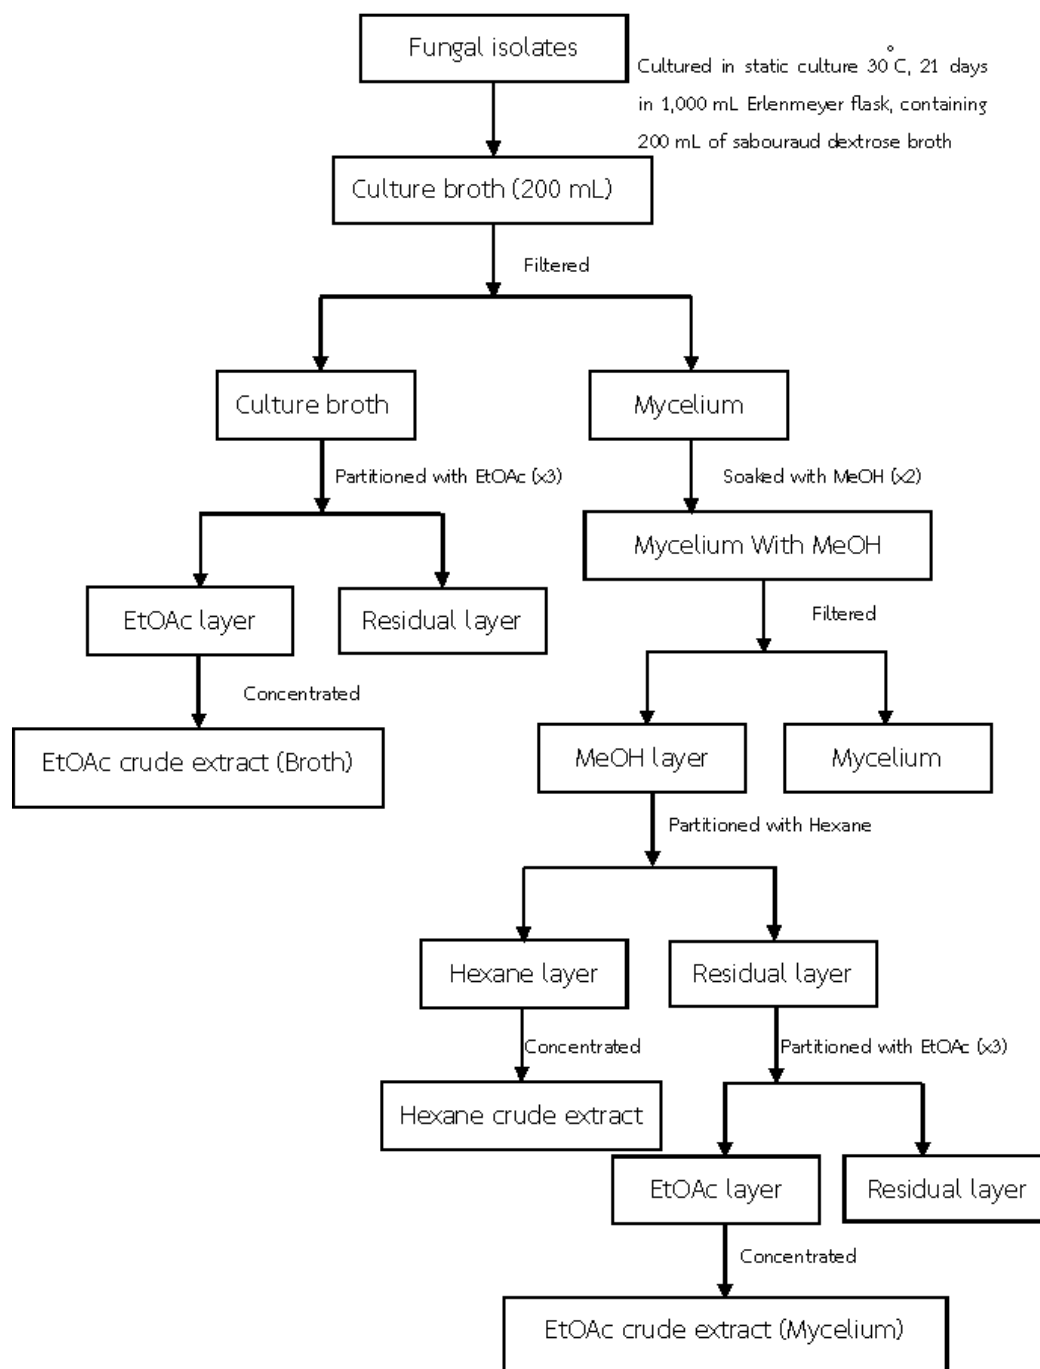 Fungal isolates
Cultured in static culture 30°C, 21 days
in 1,000 mL Erlenmeyer flask, containing
200 mL of sabouraud dextrose broth
Culture broth (200 mL)
Filtered
Culture broth
Mycelium
Partitioned with EtOAc (x3)
Soaked with MeOH (x2)
Mycelium With MeOH
EtOAc layer
Residual layer
Filtered
Concentrated
EtOAc crude extract (Broth)
MeOH layer
Mycelium
Partitioned with Hexane
Hexane layer
Residual layer
Concentrated
Partitioned with EtOAc (x3)
Hexane crude extract
EtOAc layer
Residual layer
Concentrated
EtOAc crude extract (Mycelium)